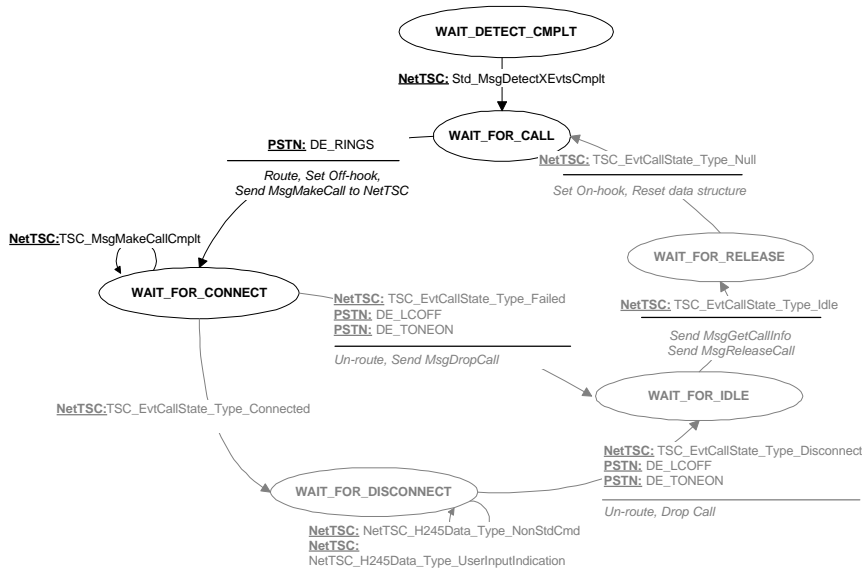 WAIT_DETECT_CMPLT
NetTSC: Std_MsgDetectXEvtsCmplt
WAIT_FOR_CALL
PSTN: DE_RINGS
Route, Set Off-hook,
Send MsgMakeCall to NetTSC
NetTSC: TSC_EvtCallState_Type_Null
Set On-hook, Reset data structure
NetTSC:TSC_MsgMakeCallCmplt
WAIT_FOR_CONNECT
WAIT_FOR_RELEASE
NetTSC: TSC_EvtCallState_Type_Failed
PSTN: DE_LCOFF
PSTN: DE_TONEON
Un-route, Send MsgDropCall
NetTSC: TSC_EvtCallState_Type_Idle
Send MsgGetCallInfo
Send MsgReleaseCall
WAIT_FOR_IDLE
NetTSC:TSC_EvtCallState_Type_Connected
NetTSC: TSC_EvtCallState_Type_Disconnect
PSTN: DE_LCOFF
PSTN: DE_TONEON
Un-route, Drop Call
WAIT_FOR_DISCONNECT
NetTSC: NetTSC_H245Data_Type_NonStdCmd
NetTSC:
NetTSC_H245Data_Type_UserInputIndication